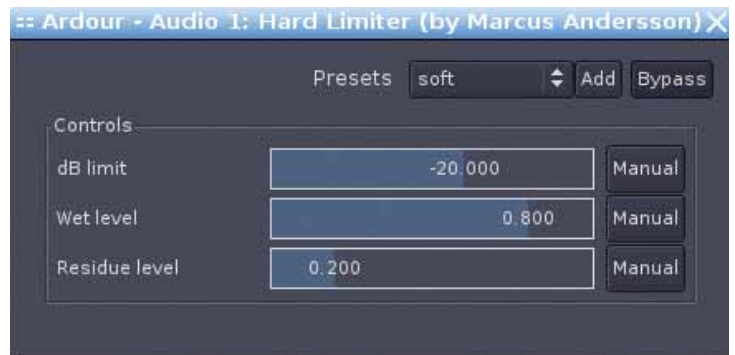 :: Ardour - Audio 1: Hard Limiter (by Marcus Andersson) X
Presets soft Add Bypass
Controls
dB limit -20.000 Manual
Wet level 0.800 Manual
Residue level 0.200 Manual